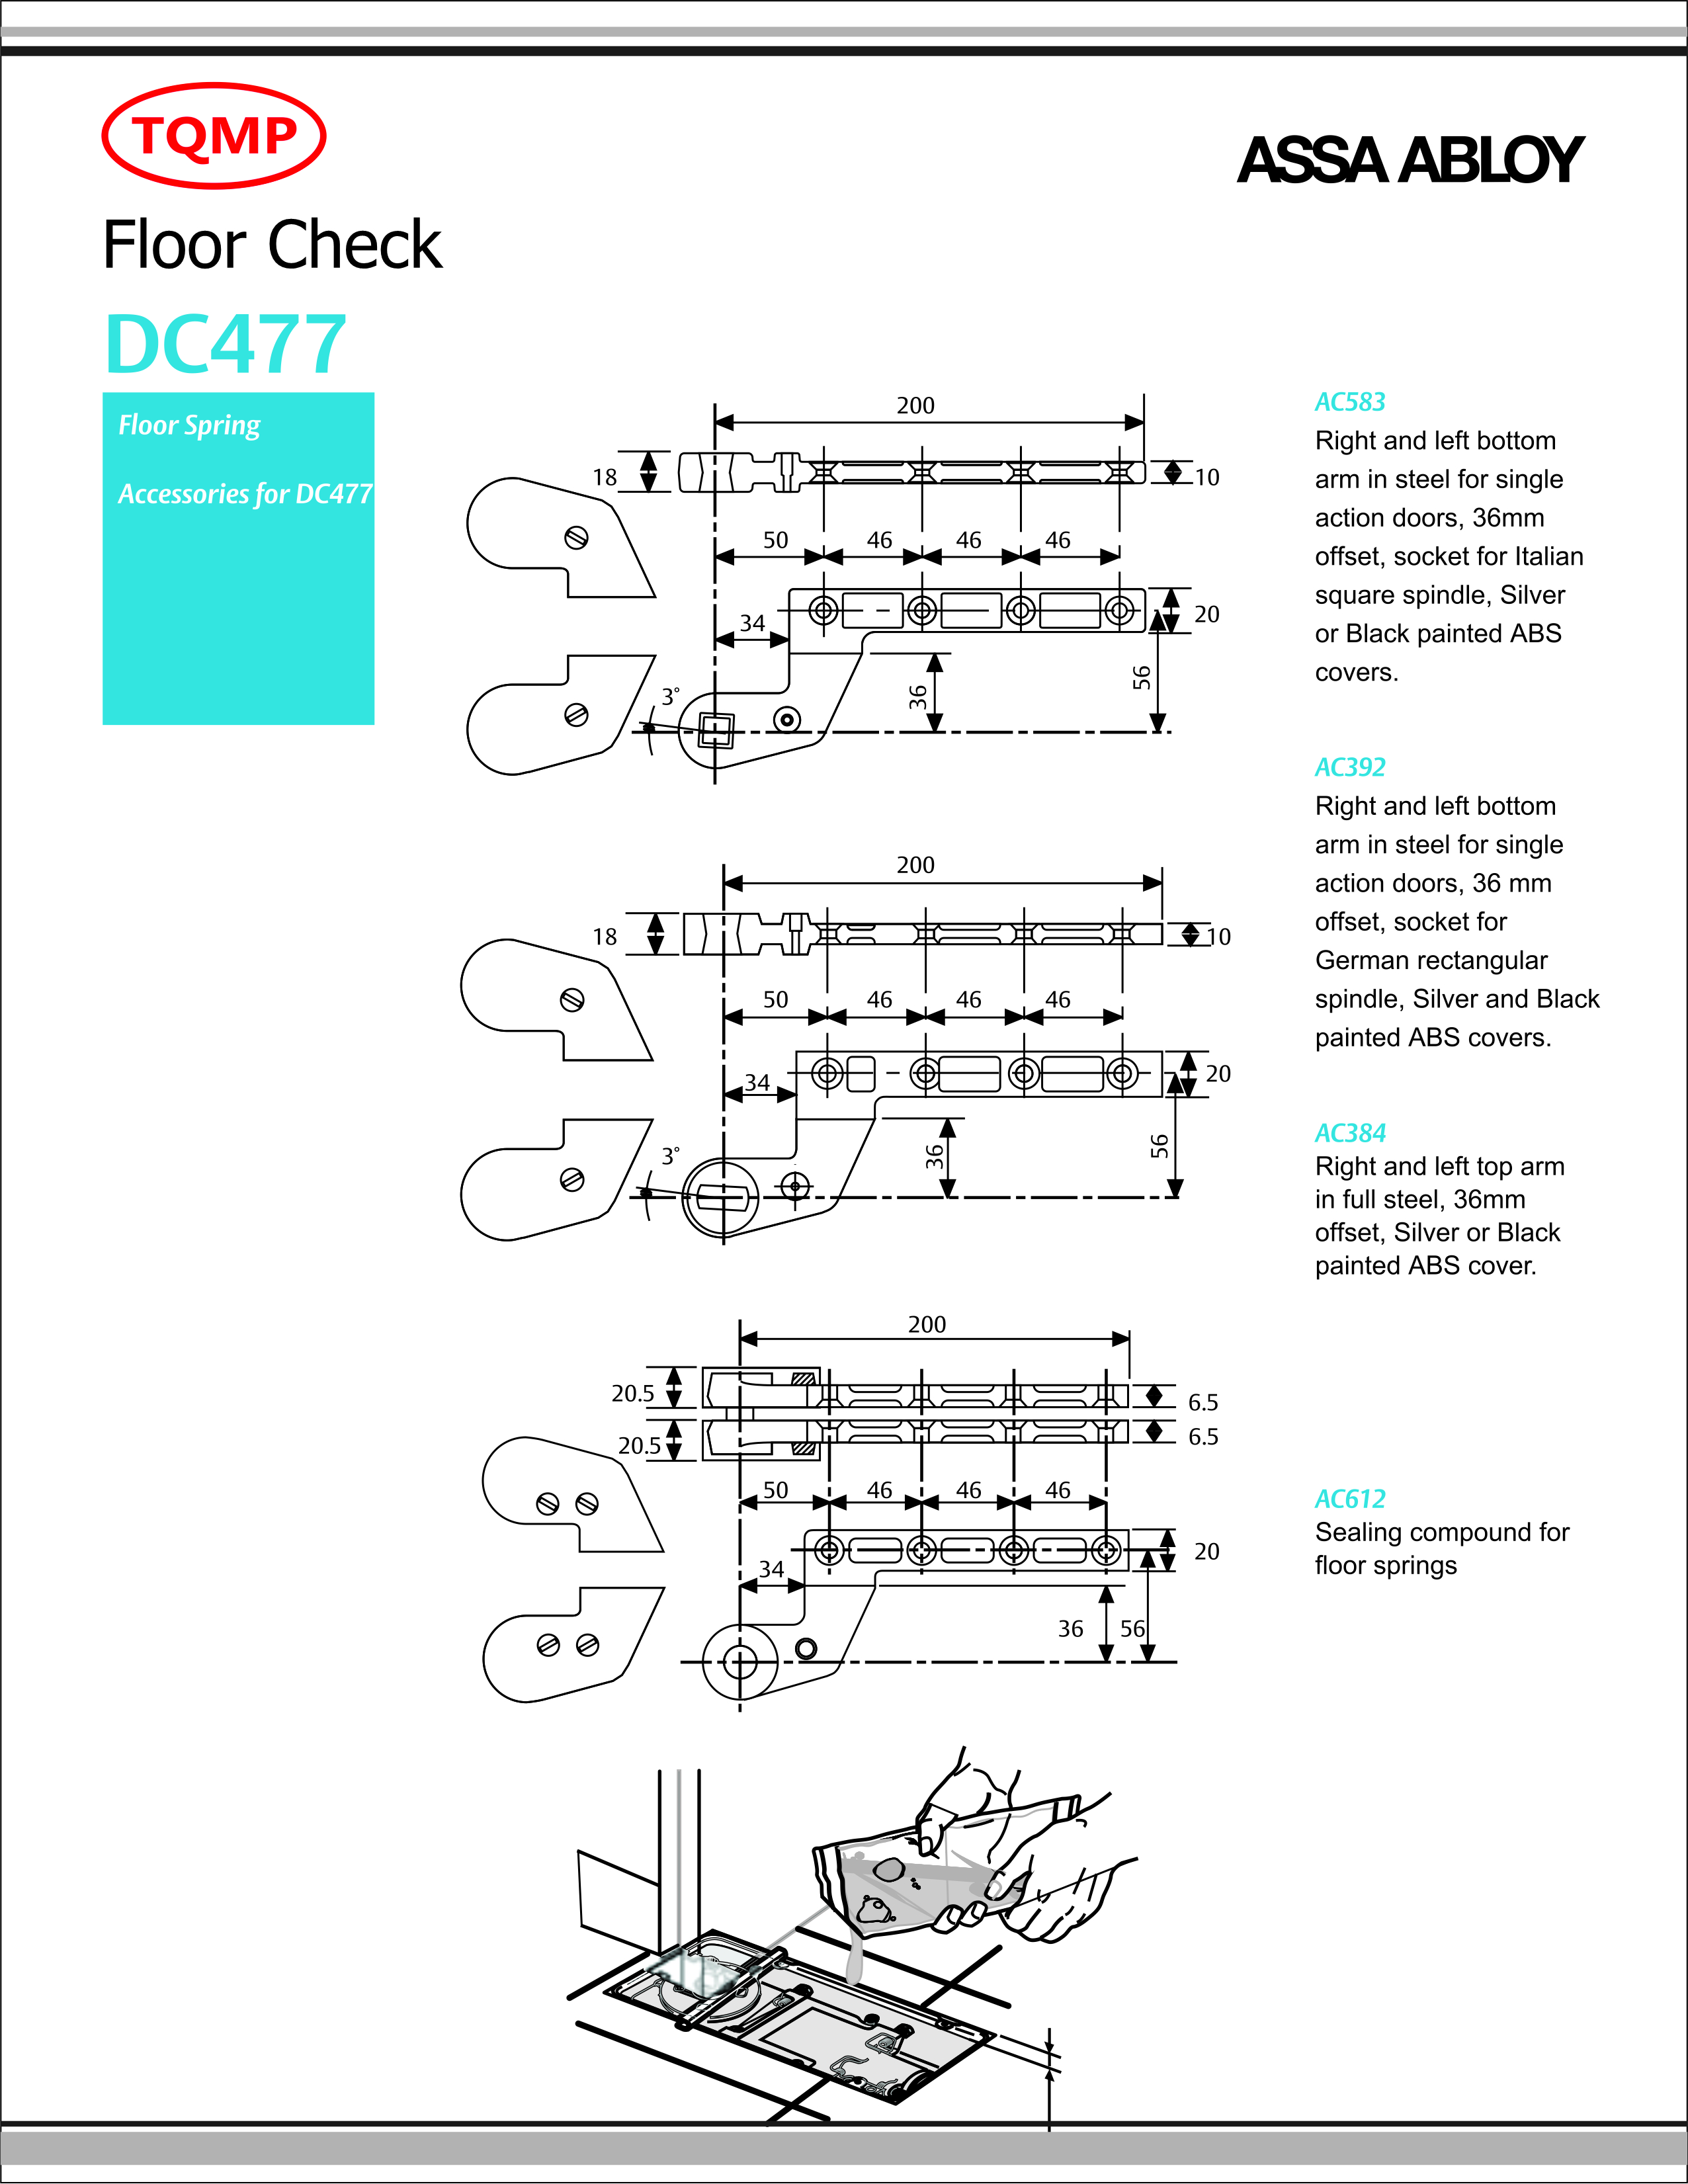 TQMP
ASSA ABLOY
Floor Check
DC477
Floor Spring
Accessories for DC477
200
18
10
50 46 46 46
34
20
3°
36
56
AC583
Right and left bottom
arm in steel for single
action doors, 36mm
offset, socket for Italian
square spindle, Silver
or Black painted ABS
covers.
200
18
10
50 46 46 46
34
20
3°
36
56
AC392
Right and left bottom
arm in steel for single
action doors, 36 mm
offset, socket for
German rectangular
spindle, Silver and Black
painted ABS covers.
AC384
Right and left top arm
in full steel, 36mm
offset, Silver or Black
painted ABS cover.
200
20.5
6.5
20.5
6.5
50 46 46 46
34
20
36 56
AC612
Sealing compound for
floor springs